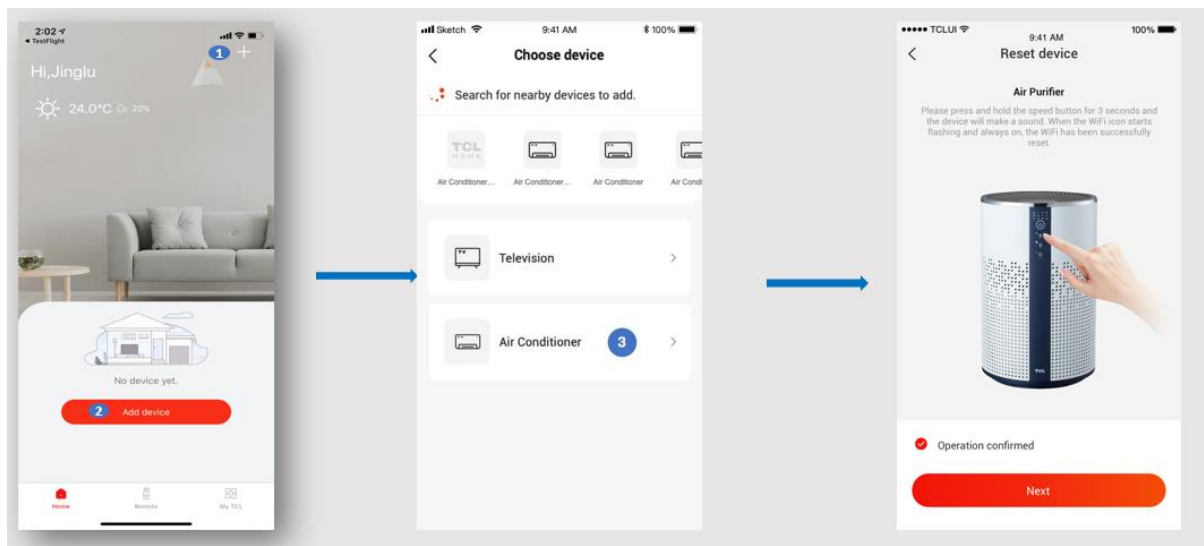 2:02
TestFlight
1
Hi,Jinglu
24.0°C 20%
No device yet.
2 Add device
Home Remote My TCL
Sketch 9:41 AM 100%
Choose device
Search for nearby devices to add.
TCL
HOME
Air Conditioner... Air Conditioner... Air Conditioner Air Condi
TV
Television
Air Conditioner 3
TCLUI 9:41 AM 100%
Reset device
Air Purifier
Please press and hold the speed button for 3 seconds and
the device will make a sound. When the WiFi icon starts
flashing and always on, the WiFi has been successfully
reset.
TCL
Operation confirmed
Next